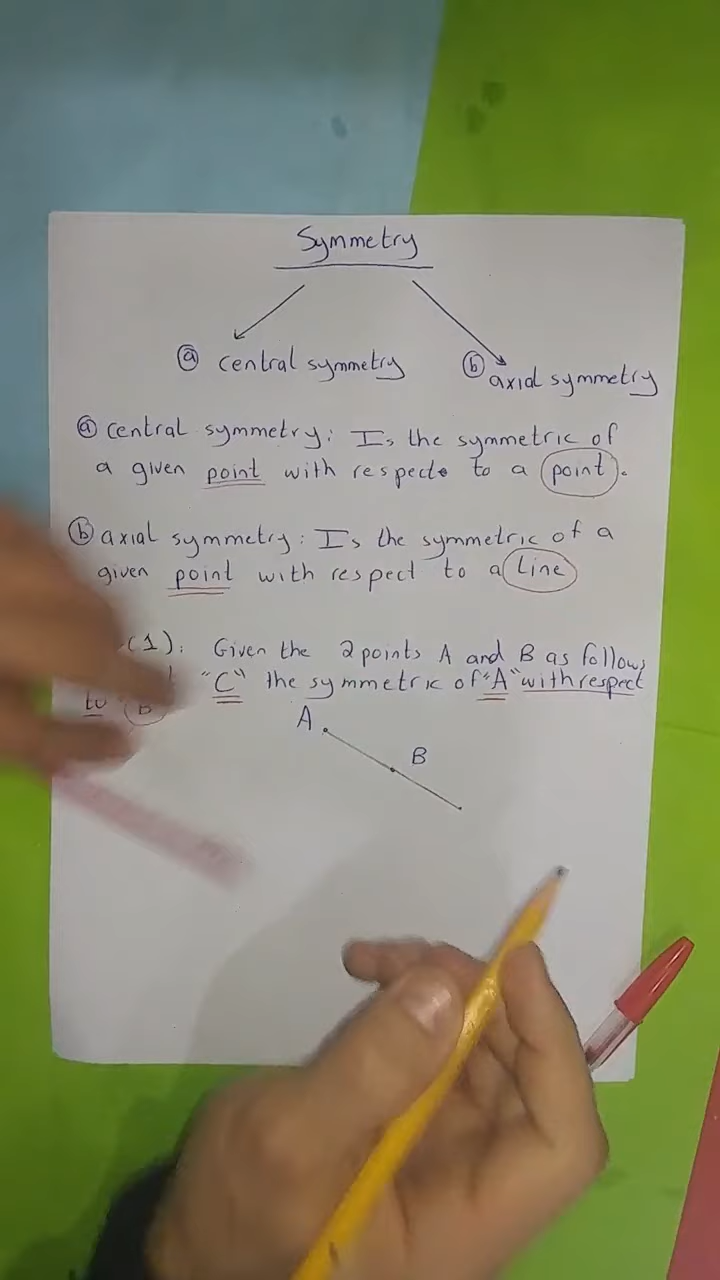 Symmetry
ⓐ central symmetry
ⓑ axial symmetry
ⓐ central symmetry: Is the symmetric of
a given point with respect to a point.
ⓑ axial symmetry: Is the symmetric of a
given point with respect to a Line
(1): Given the 2 points A and B as follow,
"C" the symmetric of "A" with respect
to B
A
B